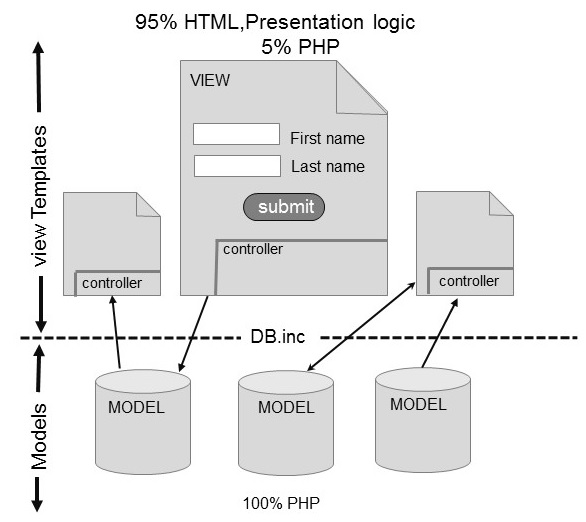 95% HTML,Presentation logic
5% PHP
VIEW
First name
Last name
submit
controller
controller
controller
view Templates
DB.inc
MODEL
MODEL
MODEL
Models
100% PHP